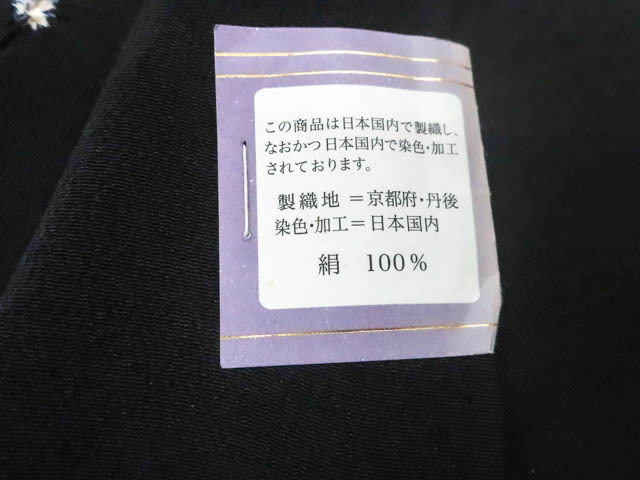 この商品は日本国内で製織し、
なおかつ日本国内で染色・加工
されております。
製織地＝京都府・丹後
染色・加工＝日本国内
絹 100%